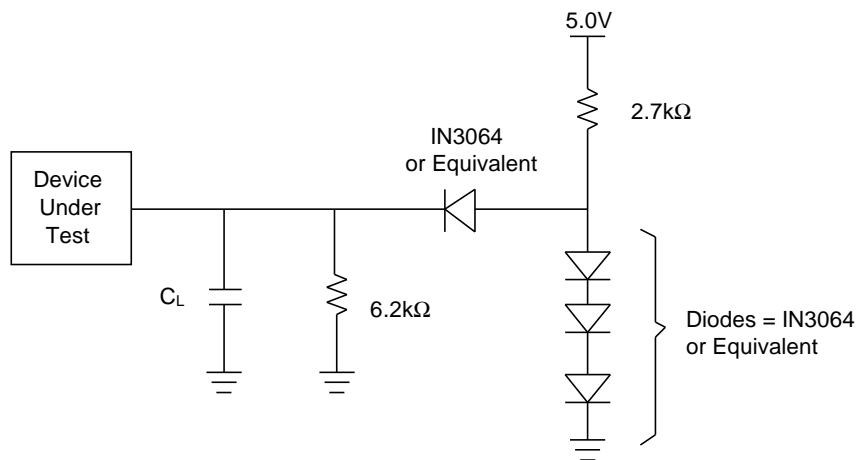 5.0V
2.7kΩ
IN3064
or Equivalent
Device
Under
Test
CL
6.2kΩ
Diodes = IN3064
or Equivalent